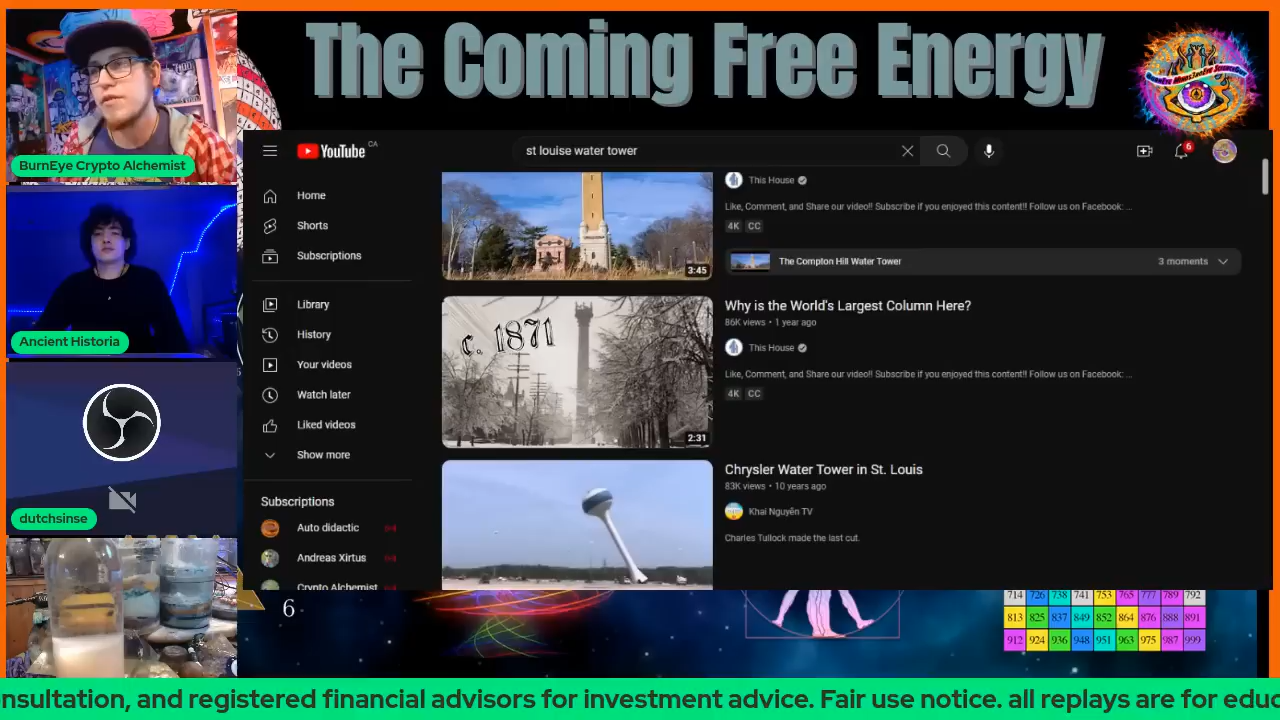 The Coming Free Energy
BurnEye Crypto Alchemist
Ancient Historia
dutchsinse
YouTube CA
st louise water tower
6
Home
Shorts
Subscriptions
Library
History
Your videos
Watch later
Liked videos
Show more
Subscriptions
Auto didactic
Andreas Xirtus
Crypto Alchemist
3:45
This House
Like, Comment, and Share our video!! Subscribe if you enjoyed this content!! Follow us on Facebook: ...
4K CC
The Compton Hill Water Tower
3 moments
c. 1871
2:31
Why is the World's Largest Column Here?
86K views • 1 year ago
This House
Like, Comment, and Share our video!! Subscribe if you enjoyed this content!! Follow us on Facebook: ...
4K CC
Chrysler Water Tower in St. Louis
83K views • 10 years ago
Khai Nguyễn TV
Charles Tullock made the last cut.
6
714 726 738 741 753 765 777 789 792
813 825 837 849 852 864 876 888 891
912 924 936 948 951 963 975 987 999
nsultation, and registered financial advisors for investment advice. Fair use notice. all replays are for educ